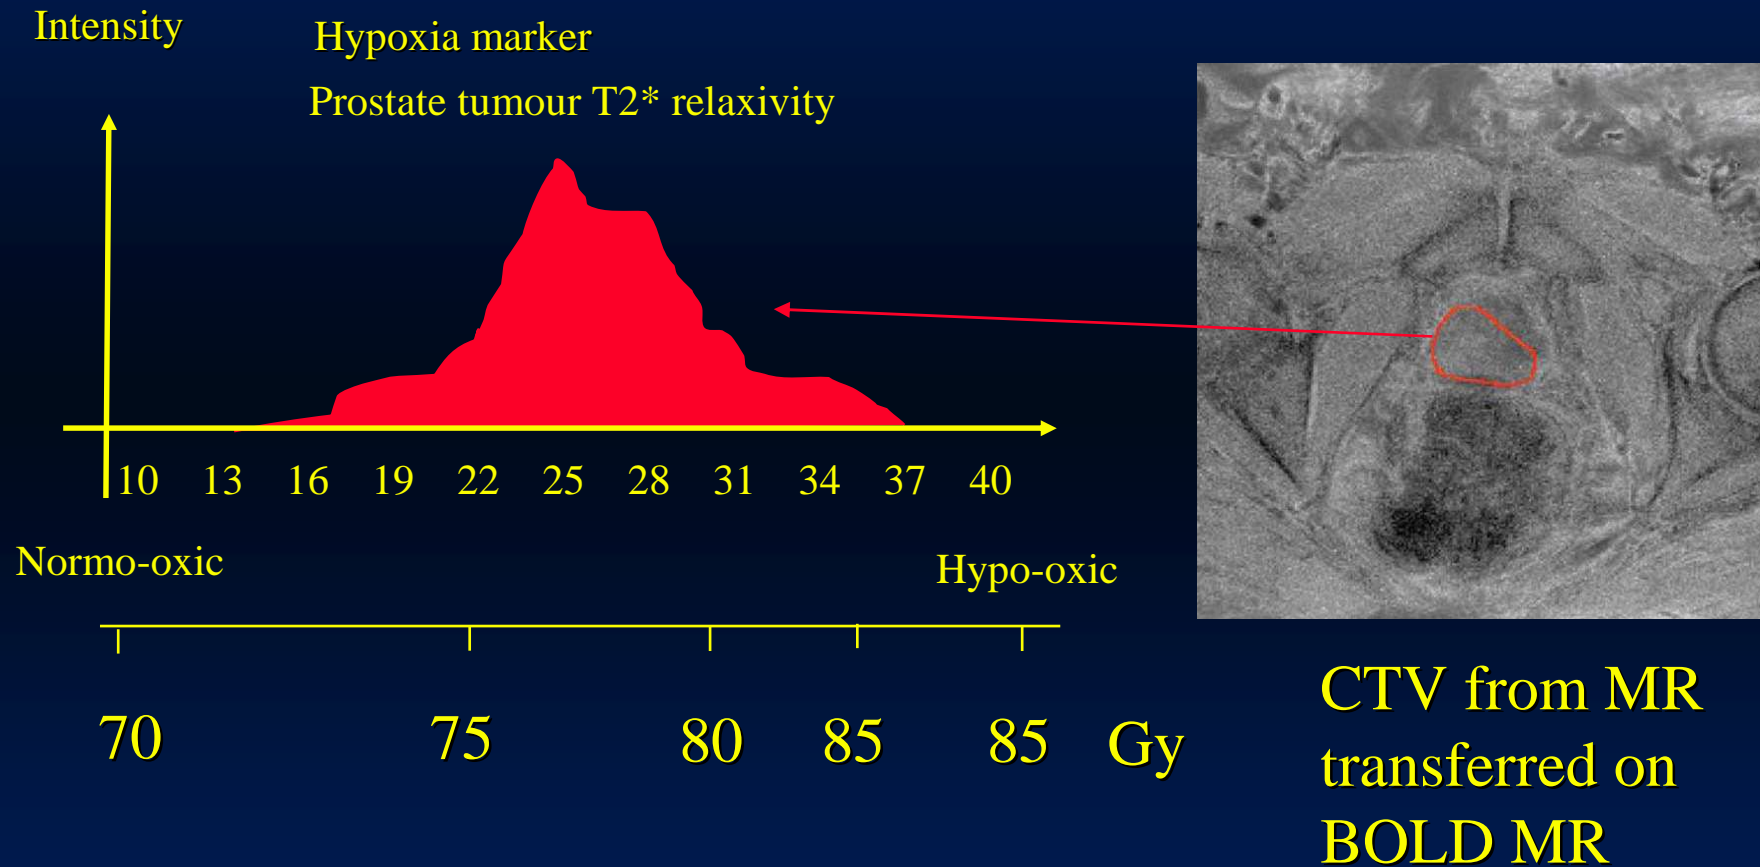 Intensity
Hypoxia marker
Prostate tumour T2* relaxivity
10 13 16 19 22 25 28 31 34 37 40
Normo-oxic
Hypo-oxic
70 75 80 85 85 Gy
CTV from MR
transferred on
BOLD MR